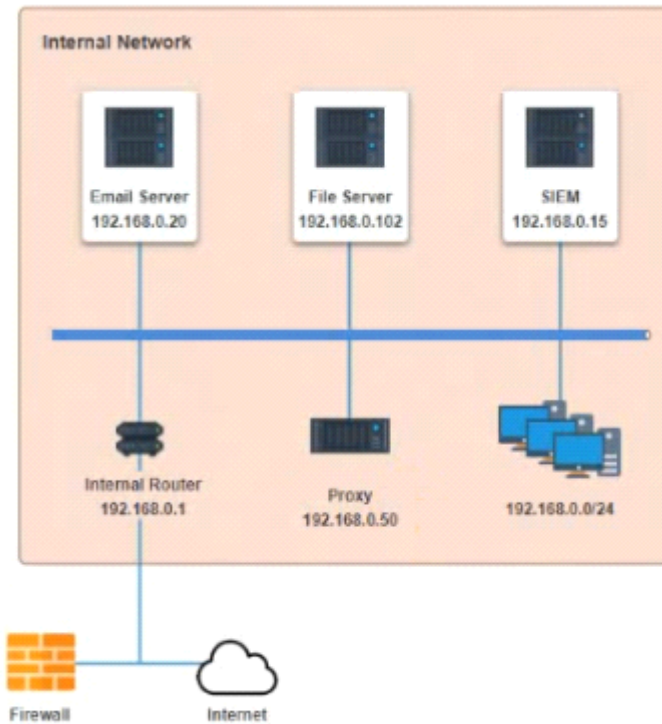 Internal Network
Email Server
192.168.0.20
File Server
192.168.0.102
SIEM
192.168.0.15
Internal Router
192.168.0.1
Proxy
192.168.0.50
192.168.0.0/24
Firewall
Internet